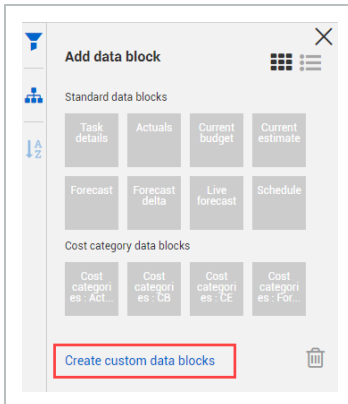 Add data block
Standard data blocks
Task
details
Actuals
Current
budget
Current
estimate
A
Z
Forecast
Forecast
delta
Live
forecast
Schedule
Cost category data blocks
Cost
categori
es : Act...
Cost
categori
es : CB
Cost
categori
es : CE
Cost
categori
es : For...
Create custom data blocks